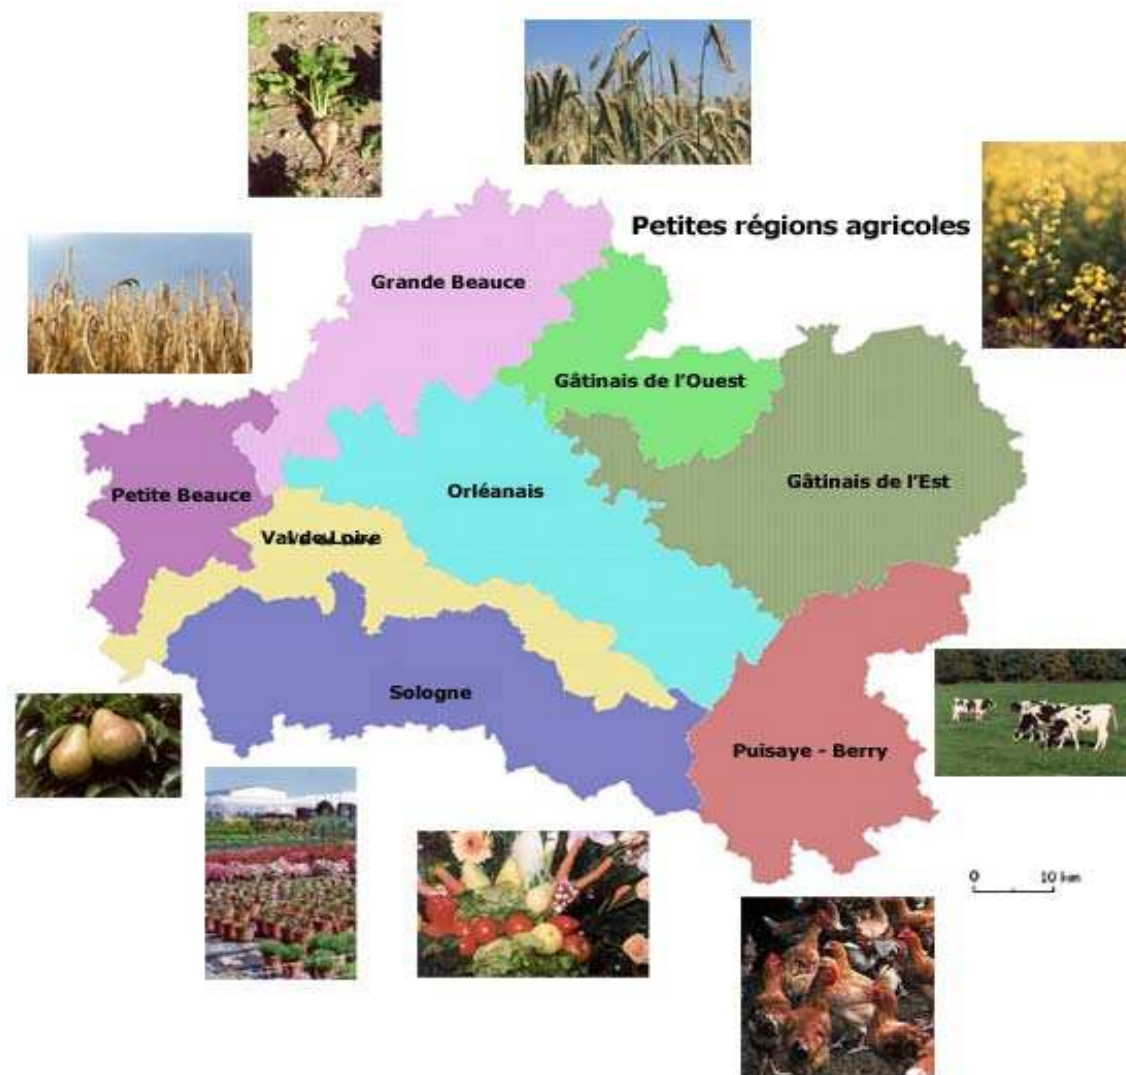 Petites régions agricoles
Grande Beauce
Gâtinais de l'Ouest
Gâtinais de l'Est
Petite Beauce
Orléanais
Val de Loire
Sologne
Puisaye - Berry
0 10 km